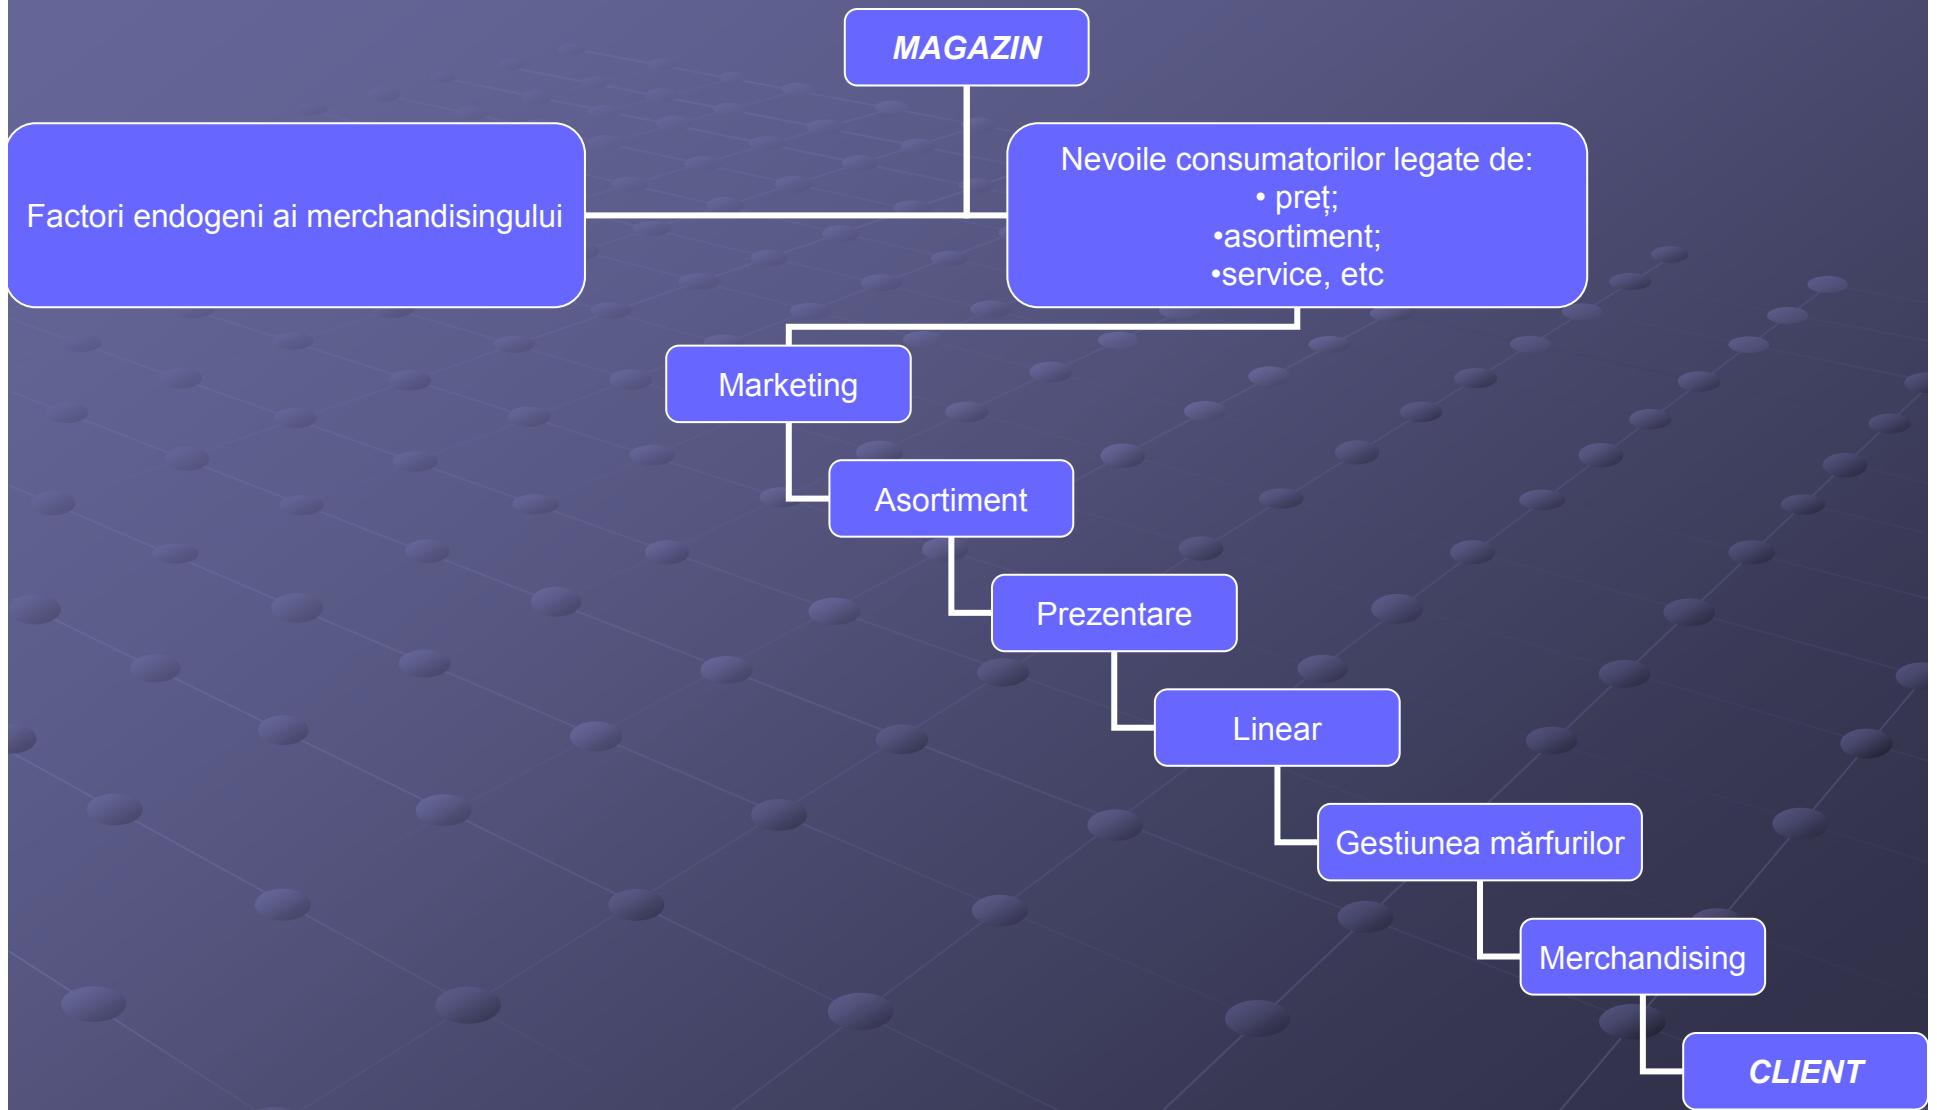 MAGAZIN
Factori endogeni ai merchandisingului
Nevoile consumatorilor legate de:
• preț;
•asortiment;
•service, etc
Marketing
Asortiment
Prezentare
Linear
Gestiunea mărfurilor
Merchandising
CLIENT